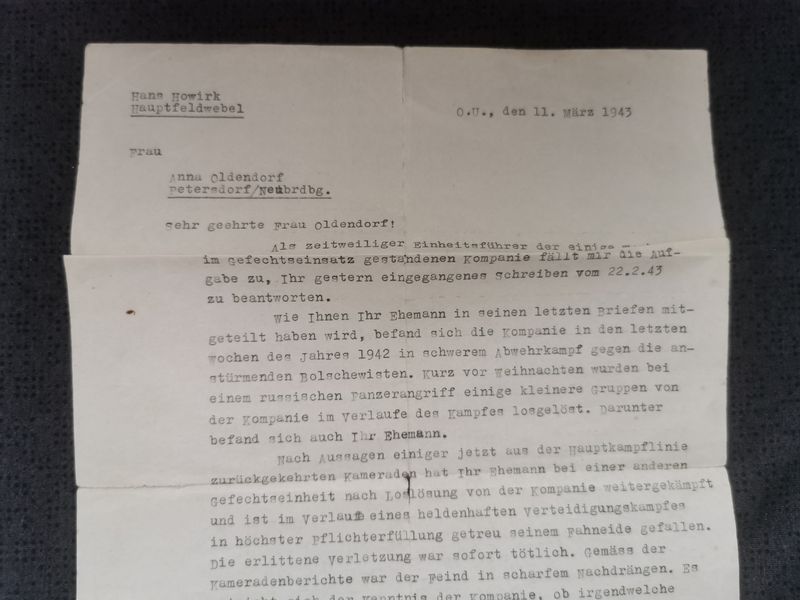 Hans Howirk
Hauptfeldwebel
O.U., den 11. März 1943
Frau
Anna Oldendorf
Petersdorf/Neubrdbg.
Sehr geehrte Frau Oldendorf!
Als zeitweiliger Einheitsführer der einige
im Gefechtseinsatz gestandenen Kompanie fällt mir die Auf-
gabe zu, Ihr gestern eingegangenes Schreiben vom 22.2.43
zu beantworten.
Wie Ihnen Ihr Ehemann in seinen letzten Briefen mit-
geteilt haben wird, befand sich die Kompanie in den letzten
Wochen des Jahres 1942 in schwerem Abwehrkampf gegen die an-
stürmenden Bolschewisten. Kurz vor Weihnachten wurden bei
einem russischen Panzerangriff einige kleinere Gruppen von
der Kompanie im Verlaufe des Kampfes losgelöst. Darunter
befand sich auch Ihr Ehemann.
Nach Aussagen einiger jetzt aus der Hauptkampflinie
zurückgekehrten Kameraden hat Ihr Ehemann bei einer anderen
Gefechtseinheit nach Loslösung von der Kompanie weitergekämpft
und ist im Verlauf eines heldenhaften Verteidigungskampfes
in höchster Pflichterfüllung getreu seinem Fahneide gefallen.
Die erlittene Verletzung war sofort tötlich. Gemäss der
Kameradenberichte war der Feind in scharfem Nachdrängen. Es
sich der Kenntnis der Kompanie, ob irgendwelche